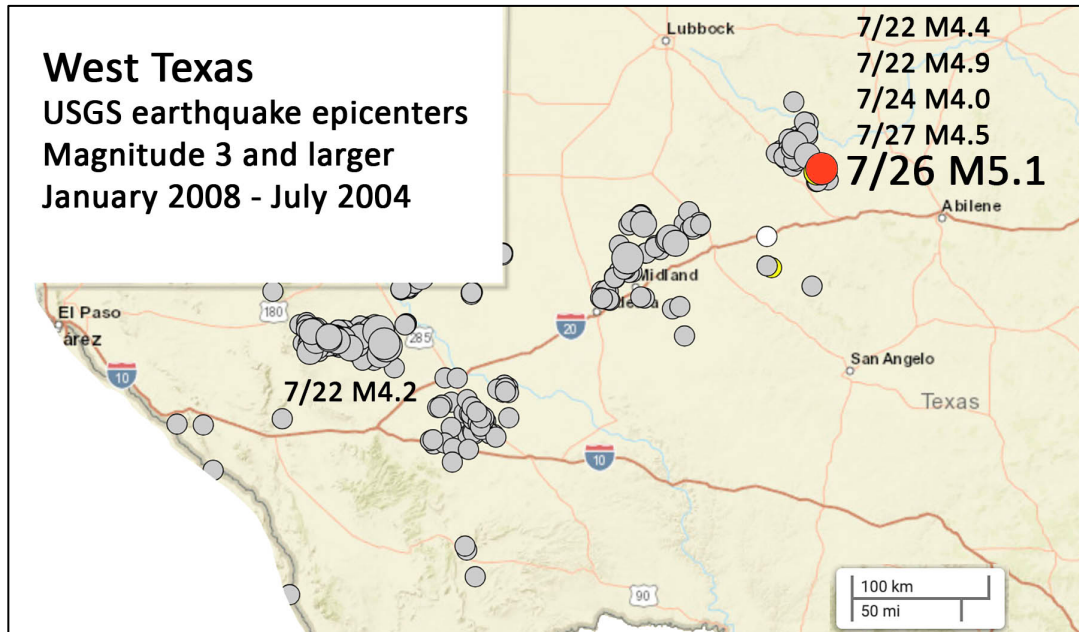 West Texas
USGS earthquake epicenters
Magnitude 3 and larger
January 2008 - July 2004
7/22 M4.4
7/22 M4.9
7/24 M4.0
7/27 M4.5
7/26 M5.1
Lubbock
Abilene
Midland
El Paso
180
árez
285
20
San Angelo
10
7/22 M4.2
Texas
10
90
100 km
50 mi